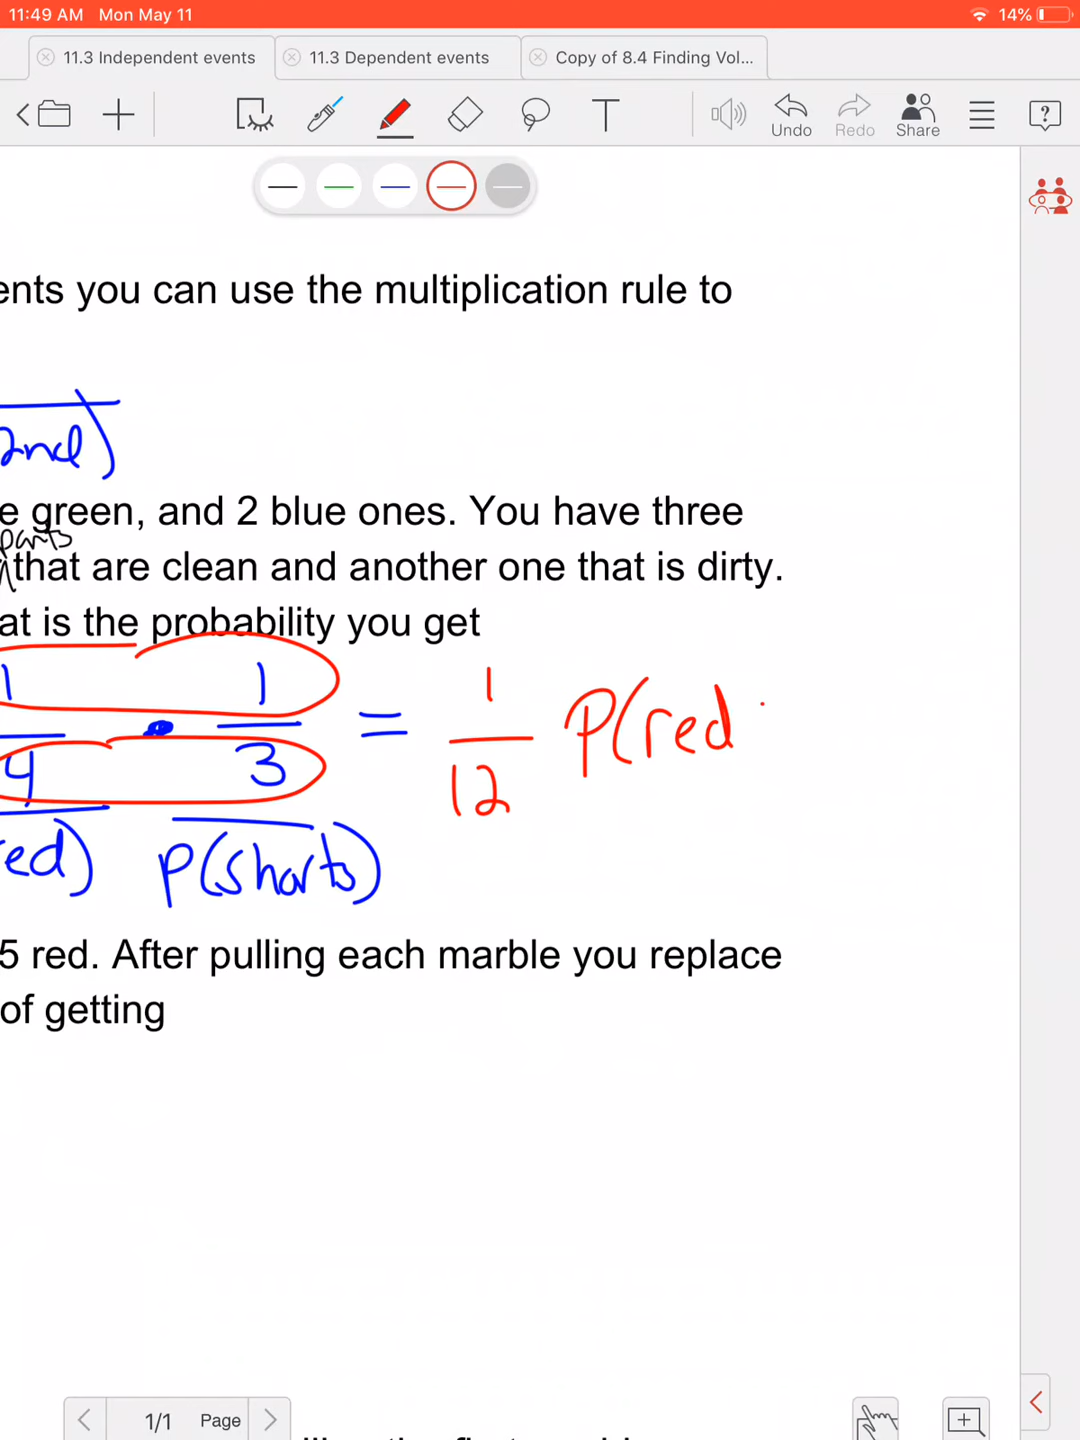 11:49 AM Mon May 11 14%
11.3 Independent events 11.3 Dependent events Copy of 8.4 Finding Vol...
T Undo Redo Share ?
ents you can use the multiplication rule to
2nd)
e green, and 2 blue ones. You have three
pants
that are clean and another one that is dirty.
at is the probability you get
1 1 = 1 P(red
4 · 3 12
ed) P(shorts)
5 red. After pulling each marble you replace
of getting
1/1 Page